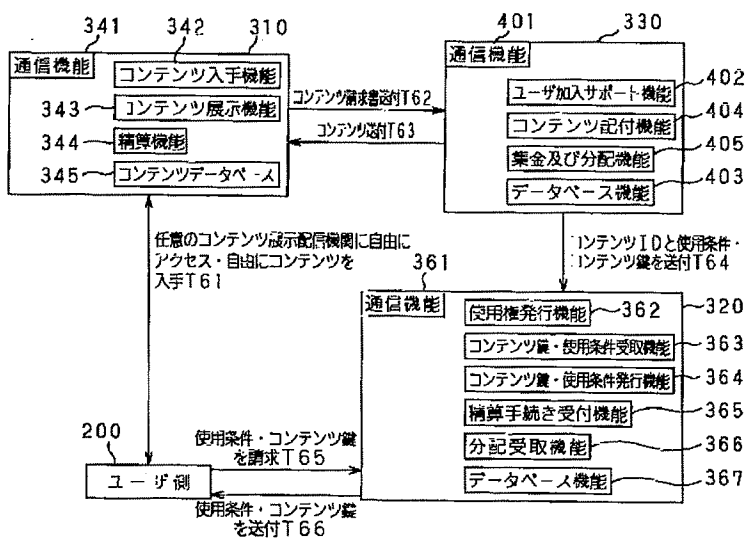 341
342
310
通信機能
コンテンツ入手機能
343
コンテンツ展示機能
344
精算機能
345
コンテンツデータベース
コンテンツ請求書送付T62
コンテンツ送付T63
401
330
通信機能
402
ユーザ加入サポート機能
404
コンテンツ配付機能
405
集金及び分配機能
403
データベース機能
任意のコンテンツ展示配信機関に自由に
アクセス・自由にコンテンツを
入手T61
コンテンツIDと使用条件・
コンテンツ鍵を送付T64
361
通信機能
使用権発行機能
362
320
コンテンツ鍵・使用条件受取機能
363
コンテンツ鍵・使用条件発行機能
364
精算手続き受付機能
365
分配受取機能
366
データベース機能
367
200
ユーザ側
使用条件・コンテンツ鍵
を請求T65
使用条件・コンテンツ鍵
を送付T66